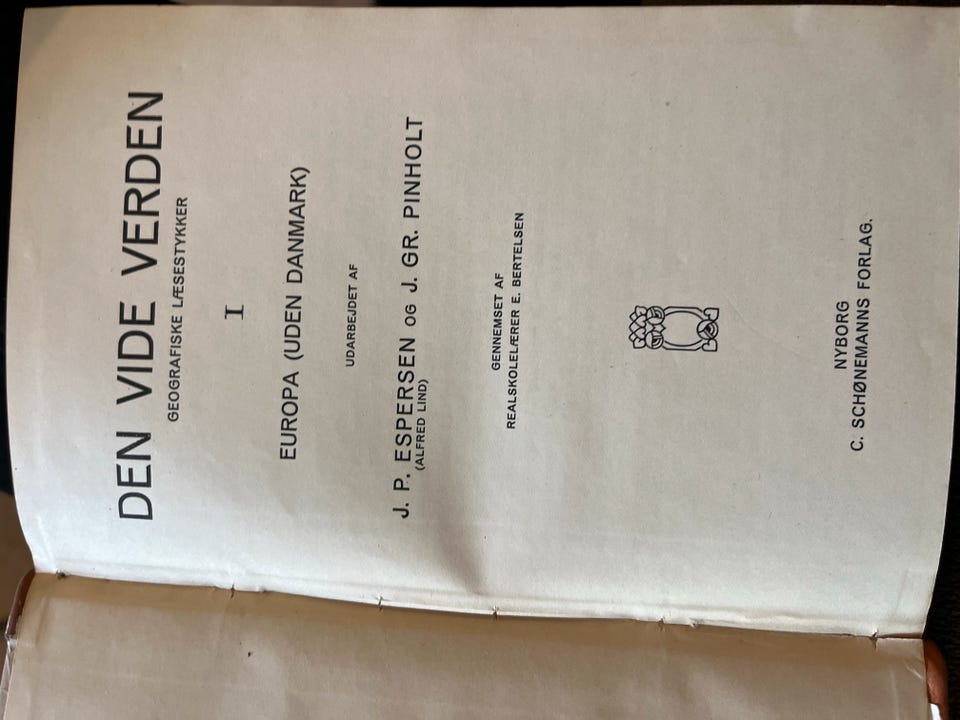 DEN VIDE VERDEN
GEOGRAFISKE LÆSESTYKKER
I
EUROPA (UDEN DANMARK)
UDARBEJDET AF
J. P. ESPERSEN OG J. GR. PINHOLT
(ALFRED LIND)
GENNEMSET AF
REALSKOLELÆRER E. BERTELSEN
NYBORG
C. SCHØNEMANNS FORLAG.